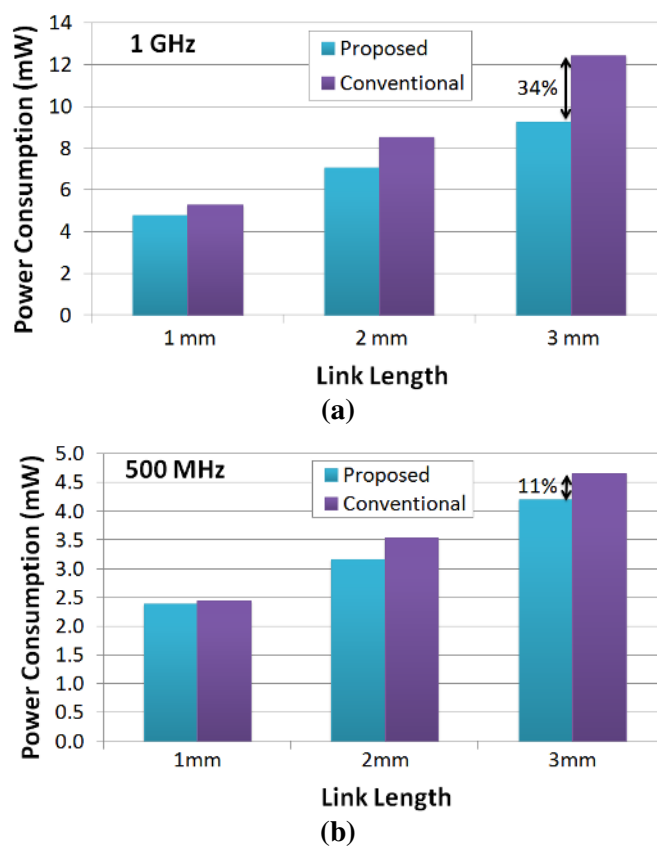 14
12
10
8
6
4
2
0
Power Consumption (mW)
1 GHz
Proposed
Conventional
34%
1 mm
2 mm
3 mm
Link Length
(a)
5.0
4.5
4.0
3.5
3.0
2.5
2.0
1.5
1.0
0.5
0.0
Power Consumption (mW)
500 MHz
Proposed
Conventional
11%
1mm
2mm
3mm
Link Length
(b)